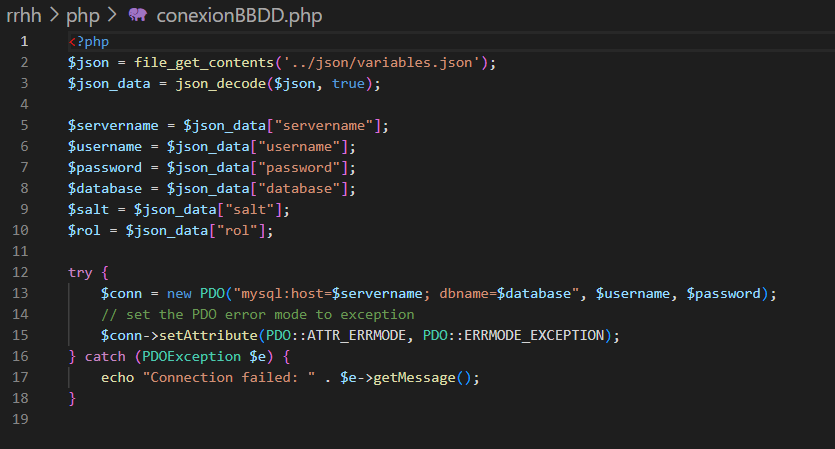 rrhh > php > conexionBBDD.php
1 <?php
2 $json = file_get_contents('../json/variables.json');
3 $json_data = json_decode($json, true);
4
5 $servername = $json_data["servername"];
6 $username = $json_data["username"];
7 $password = $json_data["password"];
8 $database = $json_data["database"];
9 $salt = $json_data["salt"];
10 $rol = $json_data["rol"];
11
12 try {
13     $conn = new PDO("mysql:host=$servername; dbname=$database", $username, $password);
14     // set the PDO error mode to exception
15     $conn->setAttribute(PDO::ATTR_ERRMODE, PDO::ERRMODE_EXCEPTION);
16 } catch (PDOException $e) {
17     echo "Connection failed: " . $e->getMessage();
18 }
19